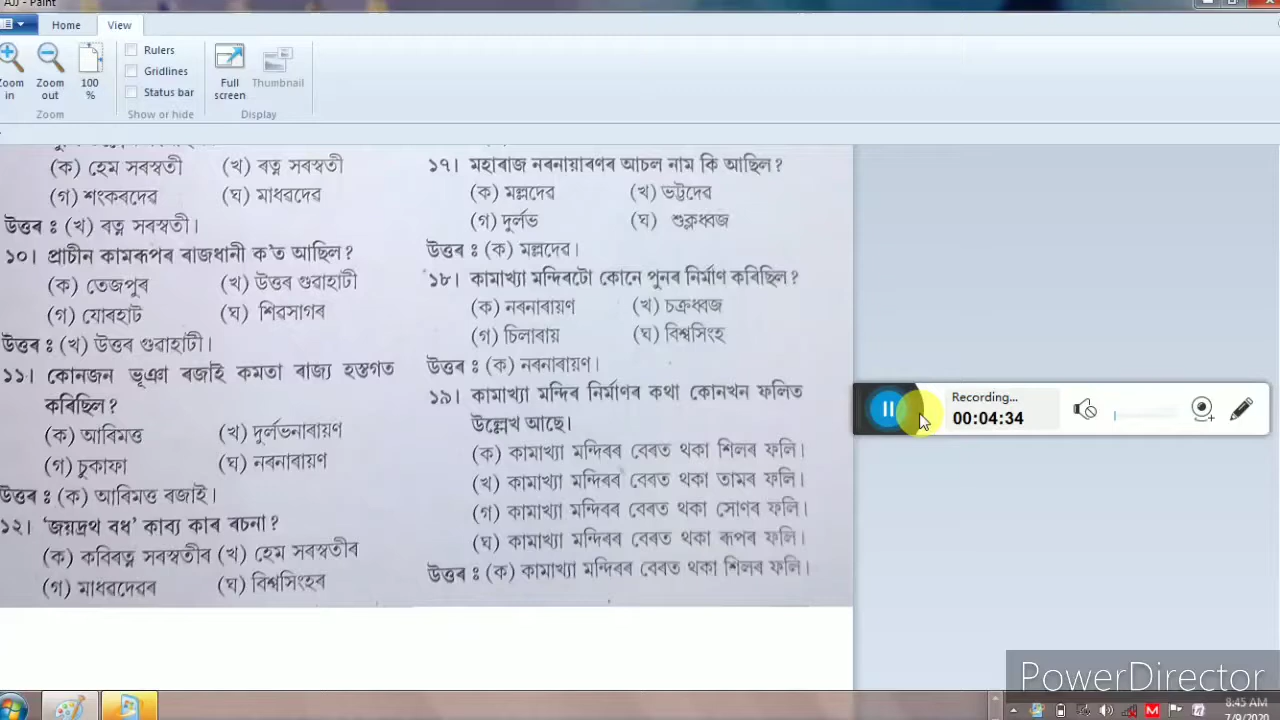 AJJ - Paint
Home
View
Zoom in
Zoom out
100 %
Rulers
Gridlines
Status bar
Full screen
Thumbnail
Zoom
Show or hide
Display
(ক) হেম সৰস্বতী (খ) ৰত্ন সৰস্বতী
(গ) শংকৰদেৱ (ঘ) মাধৱদেৱ
উত্তৰ : (খ) ৰত্ন সৰস্বতী।
১০। প্ৰাচীন কামৰূপৰ ৰাজধানী ক'ত আছিল?
(ক) তেজপুৰ (খ) উত্তৰ গুৱাহাটী
(গ) যোৰহাট (ঘ) শিৱসাগৰ
উত্তৰ : (খ) উত্তৰ গুৱাহাটী।
১১। কোনজন ভূঞা ৰজাই কমতা ৰাজ্য হস্তগত
কৰিছিল?
(ক) আৰিমত্ত (খ) দুৰ্লভনাৰায়ণ
(গ) চুকাফা (ঘ) নৰনাৰায়ণ
উত্তৰ : (ক) আৰিমত্ত ৰজাই।
১২। 'জয়দ্ৰথ বধ' কাব্য কাৰ ৰচনা?
(ক) কবিৰত্ন সৰস্বতীৰ (খ) হেম সৰস্বতীৰ
(গ) মাধৱদেৱৰ (ঘ) বিশ্বসিংহৰ
১৭। মহাৰাজ নৰনায়াৰণৰ আচল নাম কি আছিল?
(ক) মল্লদেৱ (খ) ভট্টদেৱ
(গ) দুৰ্লভ (ঘ) শুক্লধ্বজ
উত্তৰ : (ক) মল্লদেৱ।
১৮। কামাখ্যা মন্দিৰটো কোনে পুনৰ নিৰ্মাণ কৰিছিল?
(ক) নৰনাৰায়ণ (খ) চক্ৰধ্বজ
(গ) চিলাৰায় (ঘ) বিশ্বসিংহ
উত্তৰ : (ক) নৰনাৰায়ণ।
১৯। কামাখ্যা মন্দিৰ নিৰ্মাণৰ কথা কোনখন ফলিত
উল্লেখ আছে।
(ক) কামাখ্যা মন্দিৰৰ বেৰত থকা শিলৰ ফলি।
(খ) কামাখ্যা মন্দিৰৰ বেৰত থকা তামৰ ফলি।
(গ) কামাখ্যা মন্দিৰৰ বেৰত থকা সোণৰ ফলি।
(ঘ) কামাখ্যা মন্দিৰৰ বেৰত থকা ৰূপৰ ফলি।
উত্তৰ : (ক) কামাখ্যা মন্দিৰৰ বেৰত থকা শিলৰ ফলি।
Recording...
00:04:34
PowerDirector
8:45 AM